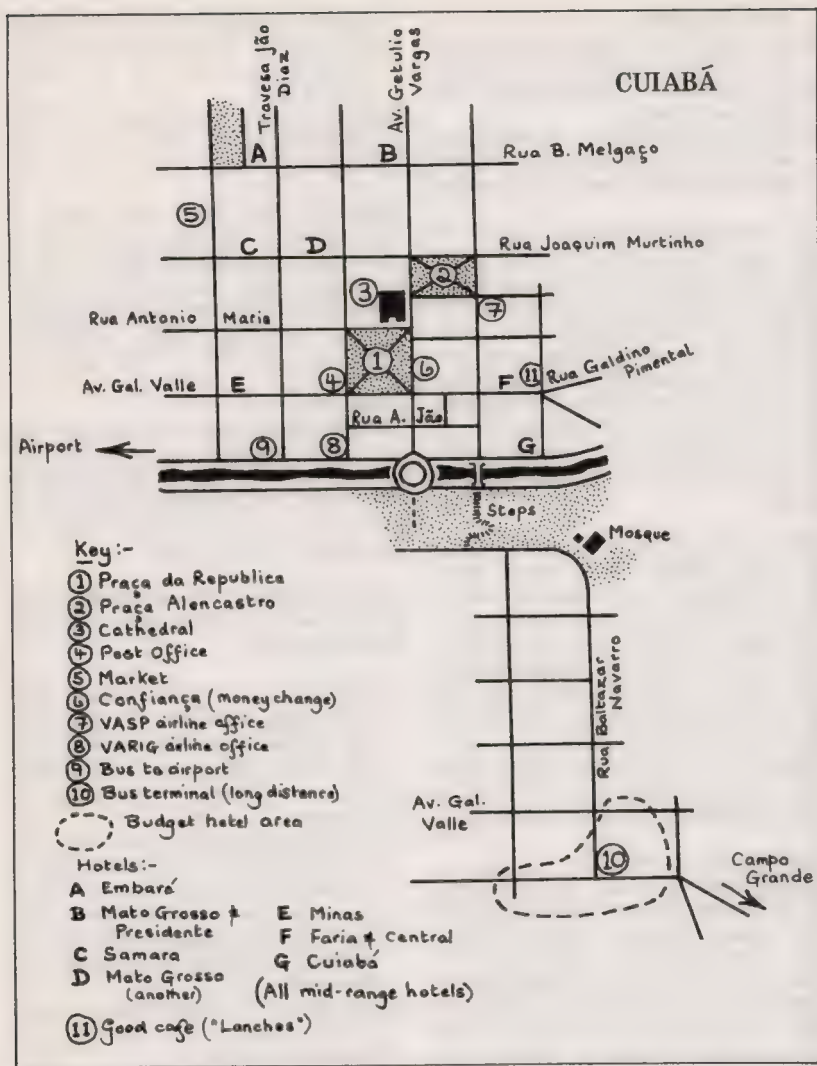 CUIABÁ
Travesa Jão
Diaz
Av. Getulio
Vargas
A
B
Rua B. Melgaço
5
C
D
Rua Joaquim Murtinho
2
3
7
Rua Antonio Maria
1
6
4
Av. Gal. Valle
E
F
11
Rua Galdino
Pimental
Rua A. Jão
Airport
9
8
G
Steps
Mosque
Key:-
1 Praça da Republica
2 Praça Alencastro
3 Cathedral
4 Post Office
5 Market
6 Confiança (money change)
7 VASP airline office
8 VARIG airline office
9 Bus to airport
10 Bus terminal (long distance)
Budget hotel area
Rua Baltazar
Navarro
Av. Gal.
Valle
10
Campo
Grande
Hotels:-
A Embará
B Mato Grosso &
Presidente
C Samara
D Mato Grosso
(another)
E Minas
F Faria & Central
G Cuiabá
(All mid-range hotels)
11 Good cafe ("Lanches")